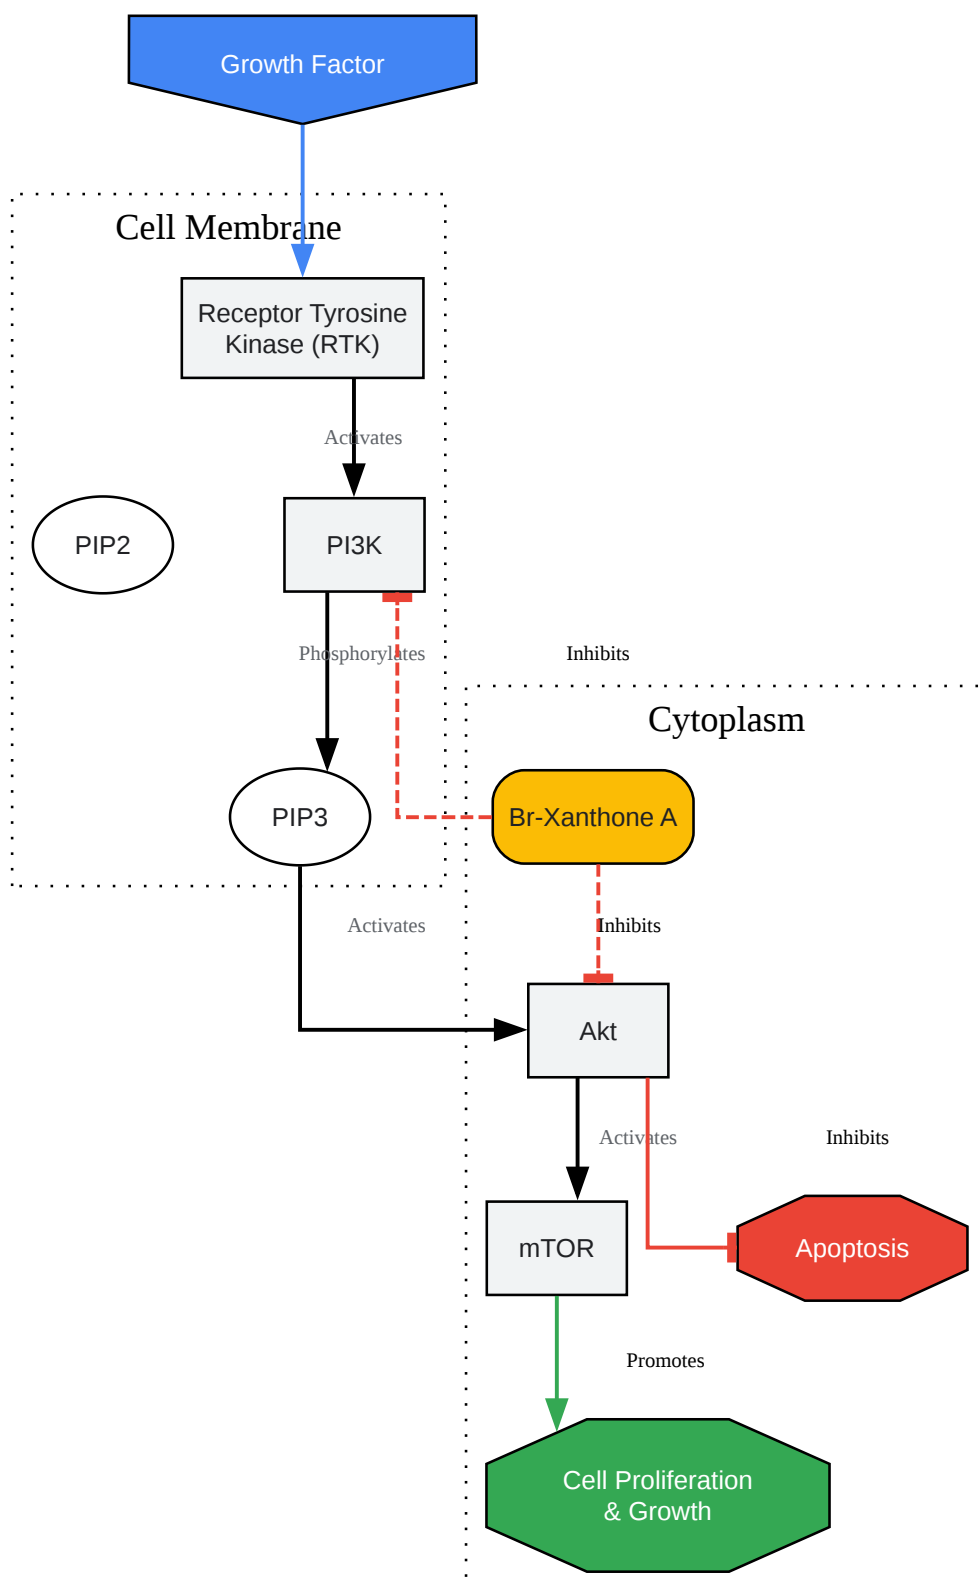 Growth Factor
Cell Membrane
Receptor Tyrosine
Kinase (RTK)
Activates
PIP2
PI3K
Phosphorylates
Inhibits
Cytoplasm
PIP3
Br-Xanthone A
Activates
Inhibits
Akt
Activates
Inhibits
mTOR
Apoptosis
Promotes
Cell Proliferation
& Growth